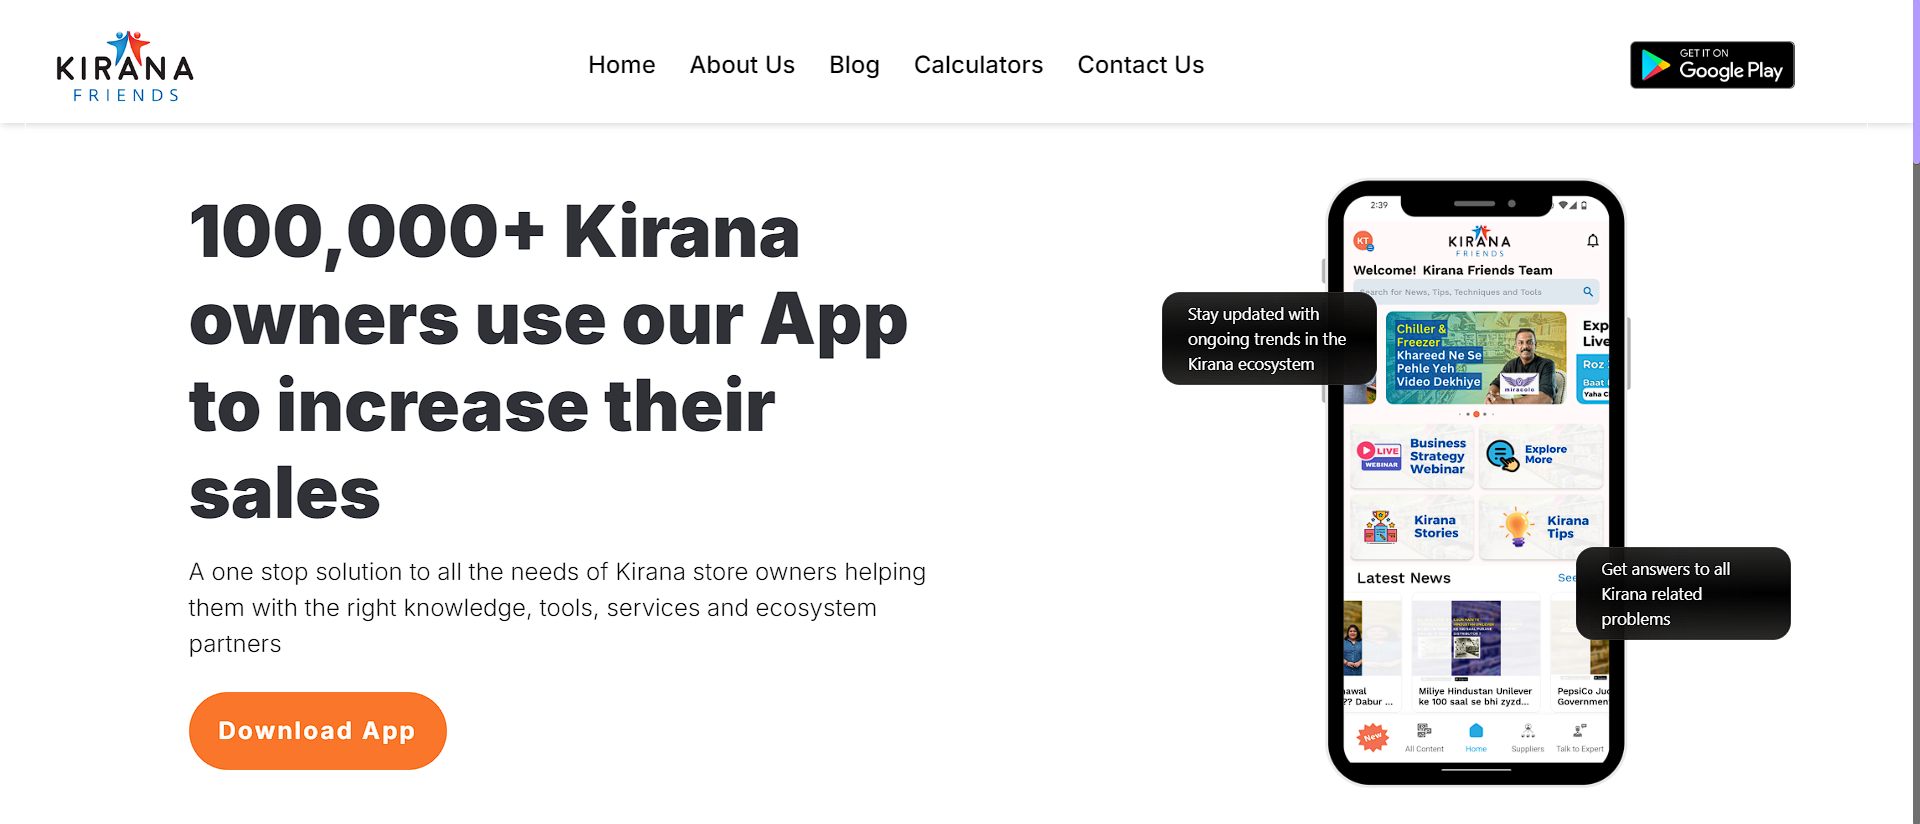 KIRANA
FRIENDS
Home
About Us
Blog
Calculators
Contact Us
GET IT ON
Google Play
100,000+ Kirana
owners use our App
to increase their
sales
A one stop solution to all the needs of Kirana store owners helping
them with the right knowledge, tools, services and ecosystem
partners
Download App
2:39
KT
KIRANA
FRIENDS
Welcome! Kirana Friends Team
Search for News, Tips, Techniques and Tools
Stay updated with
ongoing trends in the
Kirana ecosystem
Chiller &
Freezer
Khareed Ne Se
Pehle Yeh
Video Dekhiye
miracolo
Exp
Live
Roz
Baat
Yaha C
LIVE
WEBINAR
Business
Strategy
Webinar
Explore
More
Kirana
Stories
Kirana
Tips
Latest News
See
Get answers to all
Kirana related
problems
nawal
?? Dabur ...
Miliye Hindustan Unilever
ke 100 saal se bhi zyzd...
PepsiCo Juc
Governmen
New
All Content
Home
Suppliers
Talk to Expert